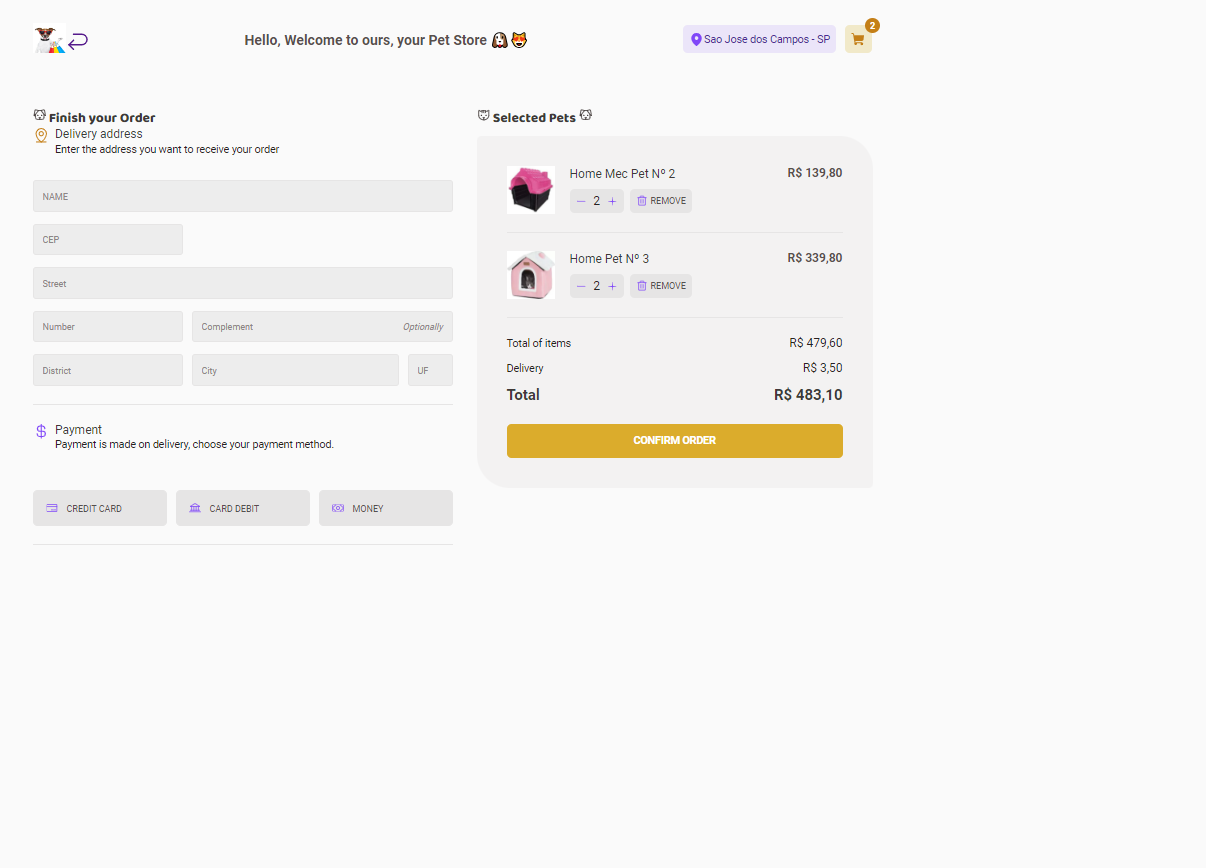 Hello, Welcome to ours, your Pet Store 🐶😻
Sao Jose dos Campos - SP
2
Finish your Order
Delivery address
Enter the address you want to receive your order
NAME
CEP
Street
Number
Complement
Optionally
District
City
UF
Payment
Payment is made on delivery, choose your payment method.
CREDIT CARD
CARD DEBIT
MONEY
Selected Pets
Home Mec Pet Nº 2
R$ 139,80
2
REMOVE
Home Pet Nº 3
R$ 339,80
2
REMOVE
Total of items
R$ 479,60
Delivery
R$ 3,50
Total
R$ 483,10
CONFIRM ORDER